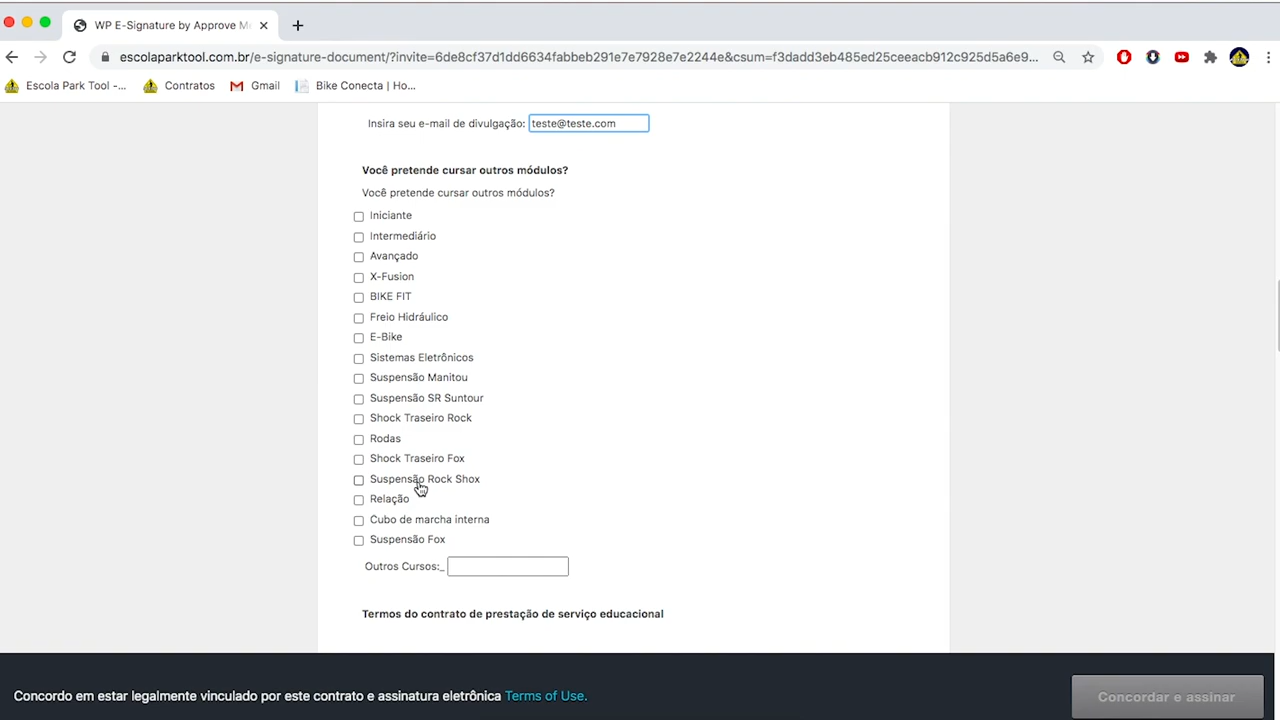 WP E-Signature by Approve M
escolaparktool.com.br/e-signature-document/?invite=6de8cf37d1dd6634fabbeb291e7e7928e7e2244e&csum=f3dadd3eb485ed25ceeacb912c925d5a6e9...
Escola Park Tool -... Contratos Gmail Bike Conecta | Ho...
Insira seu e-mail de divulgação: teste@teste.com
Você pretende cursar outros módulos?
Você pretende cursar outros módulos?
Iniciante
Intermediário
Avançado
X-Fusion
BIKE FIT
Freio Hidráulico
E-Bike
Sistemas Eletrônicos
Suspensão Manitou
Suspensão SR Suntour
Shock Traseiro Rock
Rodas
Shock Traseiro Fox
Suspensão Rock Shox
Relação
Cubo de marcha interna
Suspensão Fox
Outros Cursos:_
Termos do contrato de prestação de serviço educacional
Concordo em estar legalmente vinculado por este contrato e assinatura eletrônica Terms of Use.
Concordar e assinar